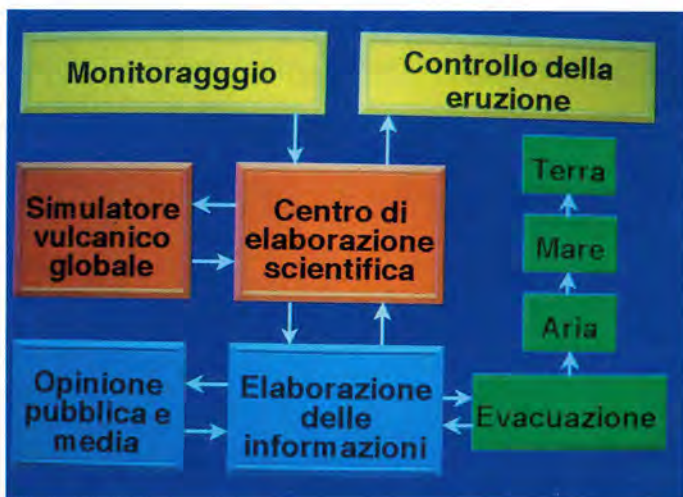 Monitoragggio
Controllo della
eruzione
Simulatore
vulcanico
globale
Centro di
elaborazione
scientifica
Terra
Mare
Aria
Opinione
pubblica e
media
Elaborazione
delle
informazioni
Evacuazione